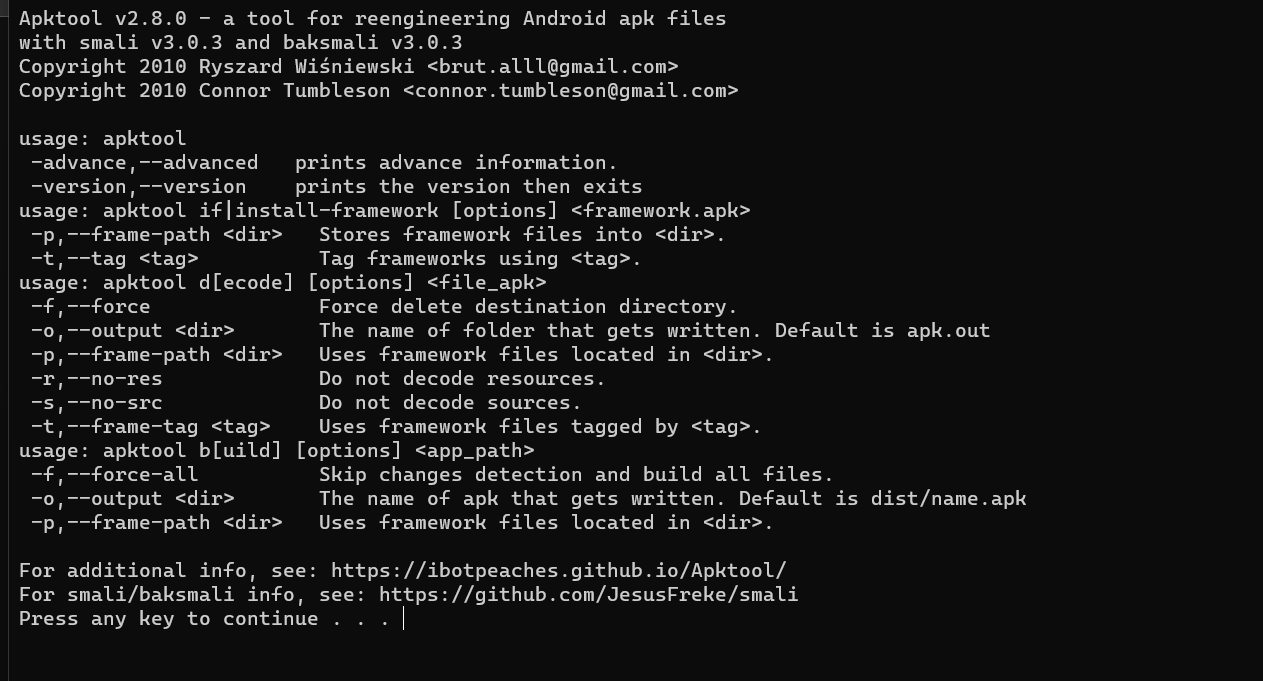 Apktool v2.8.0 - a tool for reengineering Android apk files
with smali v3.0.3 and baksmali v3.0.3
Copyright 2010 Ryszard Wiśniewski <brut.alll@gmail.com>
Copyright 2010 Connor Tumbleson <connor.tumbleson@gmail.com>
usage: apktool
 -advance,--advanced   prints advance information.
 -version,--version    prints the version then exits
usage: apktool if|install-framework [options] <framework.apk>
 -p,--frame-path <dir>   Stores framework files into <dir>.
 -t,--tag <tag>          Tag frameworks using <tag>.
usage: apktool d[ecode] [options] <file_apk>
 -f,--force              Force delete destination directory.
 -o,--output <dir>       The name of folder that gets written. Default is apk.out
 -p,--frame-path <dir>   Uses framework files located in <dir>.
 -r,--no-res             Do not decode resources.
 -s,--no-src             Do not decode sources.
 -t,--frame-tag <tag>    Uses framework files tagged by <tag>.
usage: apktool b[uild] [options] <app_path>
 -f,--force-all          Skip changes detection and build all files.
 -o,--output <dir>       The name of apk that gets written. Default is dist/name.apk
 -p,--frame-path <dir>   Uses framework files located in <dir>.
For additional info, see: https://ibotpeaches.github.io/Apktool/
For smali/baksmali info, see: https://github.com/JesusFreke/smali
Press any key to continue . . .